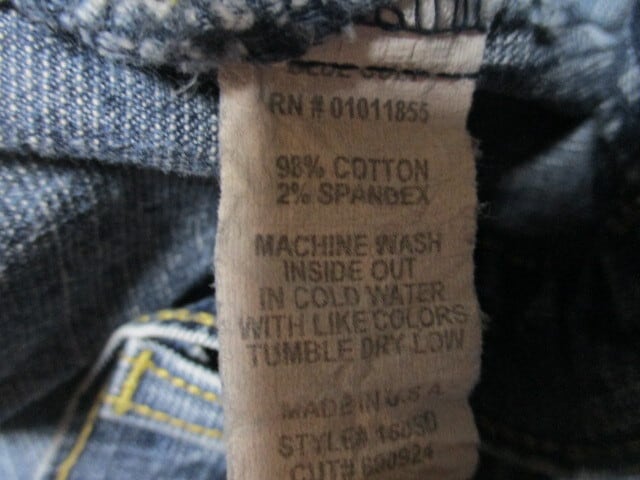 RN # 01011855
98% COTTON
2% SPANDEX
MACHINE WASH
INSIDE OUT
IN COLD WATER
WITH LIKE COLORS
TUMBLE DRY LOW
MADE IN U.S.A
STYLE#
CUT#